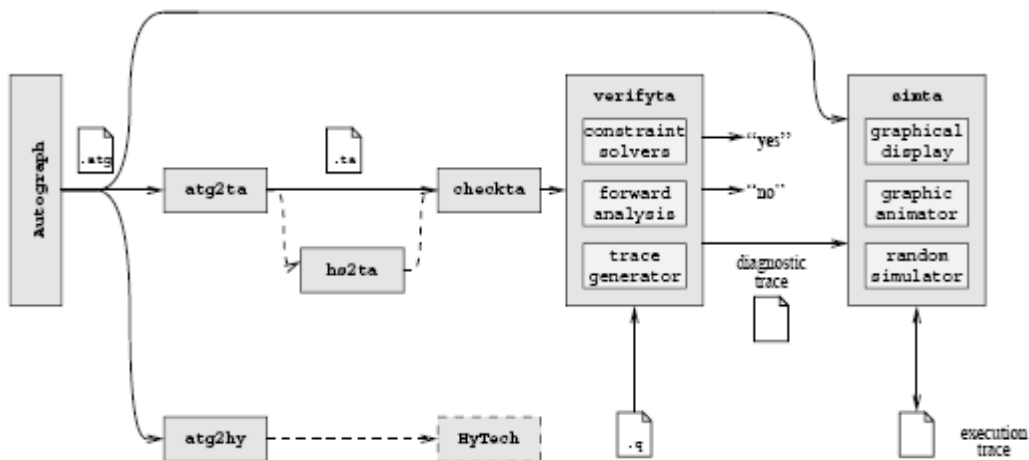 Autograph
.atg
atg2ta
.ta
hs2ta
checkta
verifyta
constraint
solvers
forward
analysis
trace
generator
"yes"
"no"
diagnostic
trace
simta
graphical
display
graphic
animator
random
simulator
atg2hy
HyTech
.q
execution
trace